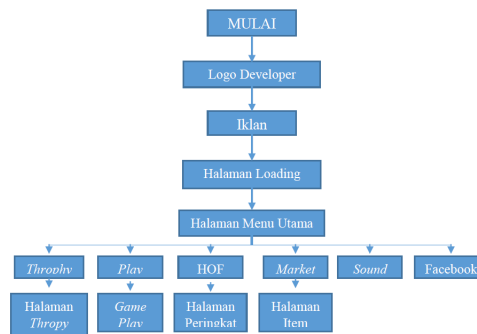 MULAI
Logo Developer
Iklan
Halaman Loading
Halaman Menu Utama
Throphy
Play
HOF
Market
Sound
Facebook
Halaman
Thropy
Game
Play
Halaman
Peringkat
Halaman
Item